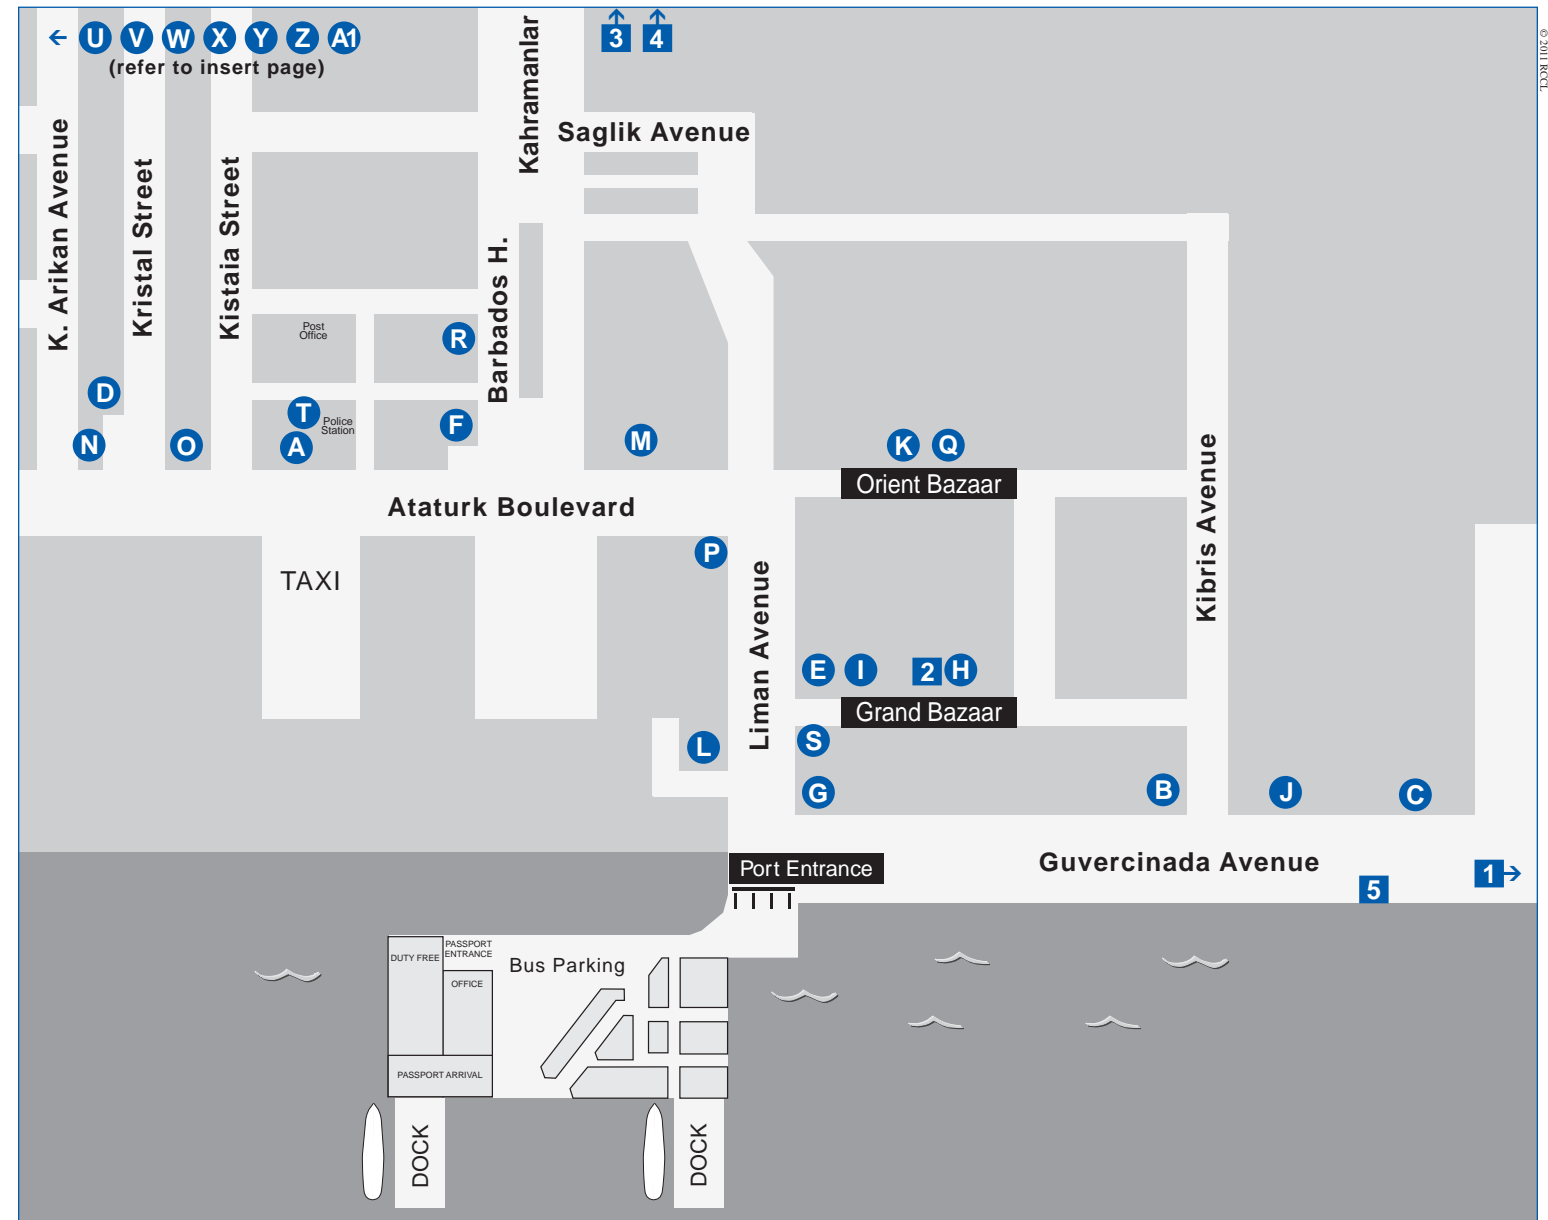 ← U V W X Y Z A1
(refer to insert page)
3 4
© 2011 RCCL
Kahramanlar
Saglik Avenue
K. Arikan Avenue
Kristal Street
Kistaia Street
Barbados H.
Post
Office
R
D
T
Police
Station
F
N
O
A
M
K Q
Orient Bazaar
Ataturk Boulevard
Kibris Avenue
P
TAXI
Liman Avenue
E I 2 H
Grand Bazaar
L
S
G
B
J
C
Port Entrance
Guvercinada Avenue
1→
5
DUTY FREE
PASSPORT
ENTRANCE
OFFICE
Bus Parking
PASSPORT ARRIVAL
DOCK
DOCK